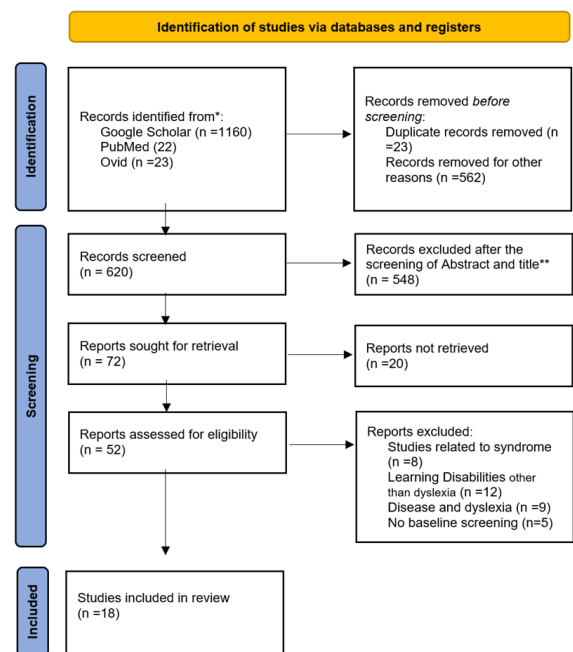 Identification of studies via databases and registers
Identification
Records identified from*:
Google Scholar (n =1160)
PubMed (22)
Ovid (n =23)
Records removed before
screening:
Duplicate records removed (n
=23)
Records removed for other
reasons (n =562)
Screening
Records screened
(n = 620)
Records excluded after the
screening of Abstract and title**
(n = 548)
Reports sought for retrieval
(n = 72)
Reports not retrieved
(n =20)
Reports assessed for eligibility
(n = 52)
Reports excluded:
Studies related to syndrome
(n =8)
Learning Disabilities other
than dyslexia (n =12)
Disease and dyslexia (n =9)
No baseline screening (n=5)
Included
Studies included in review
(n =18)